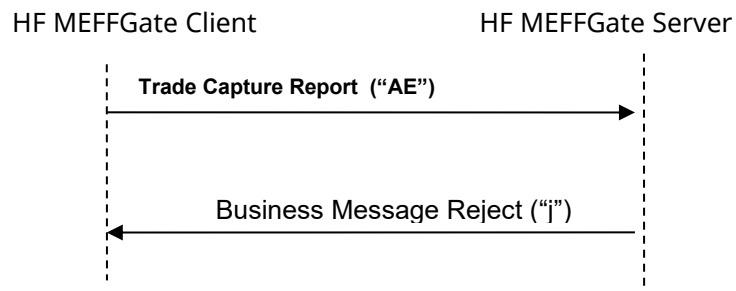 HF MEFFGate Client
HF MEFFGate Server
Trade Capture Report (“AE”)
Business Message Reject (“j”)